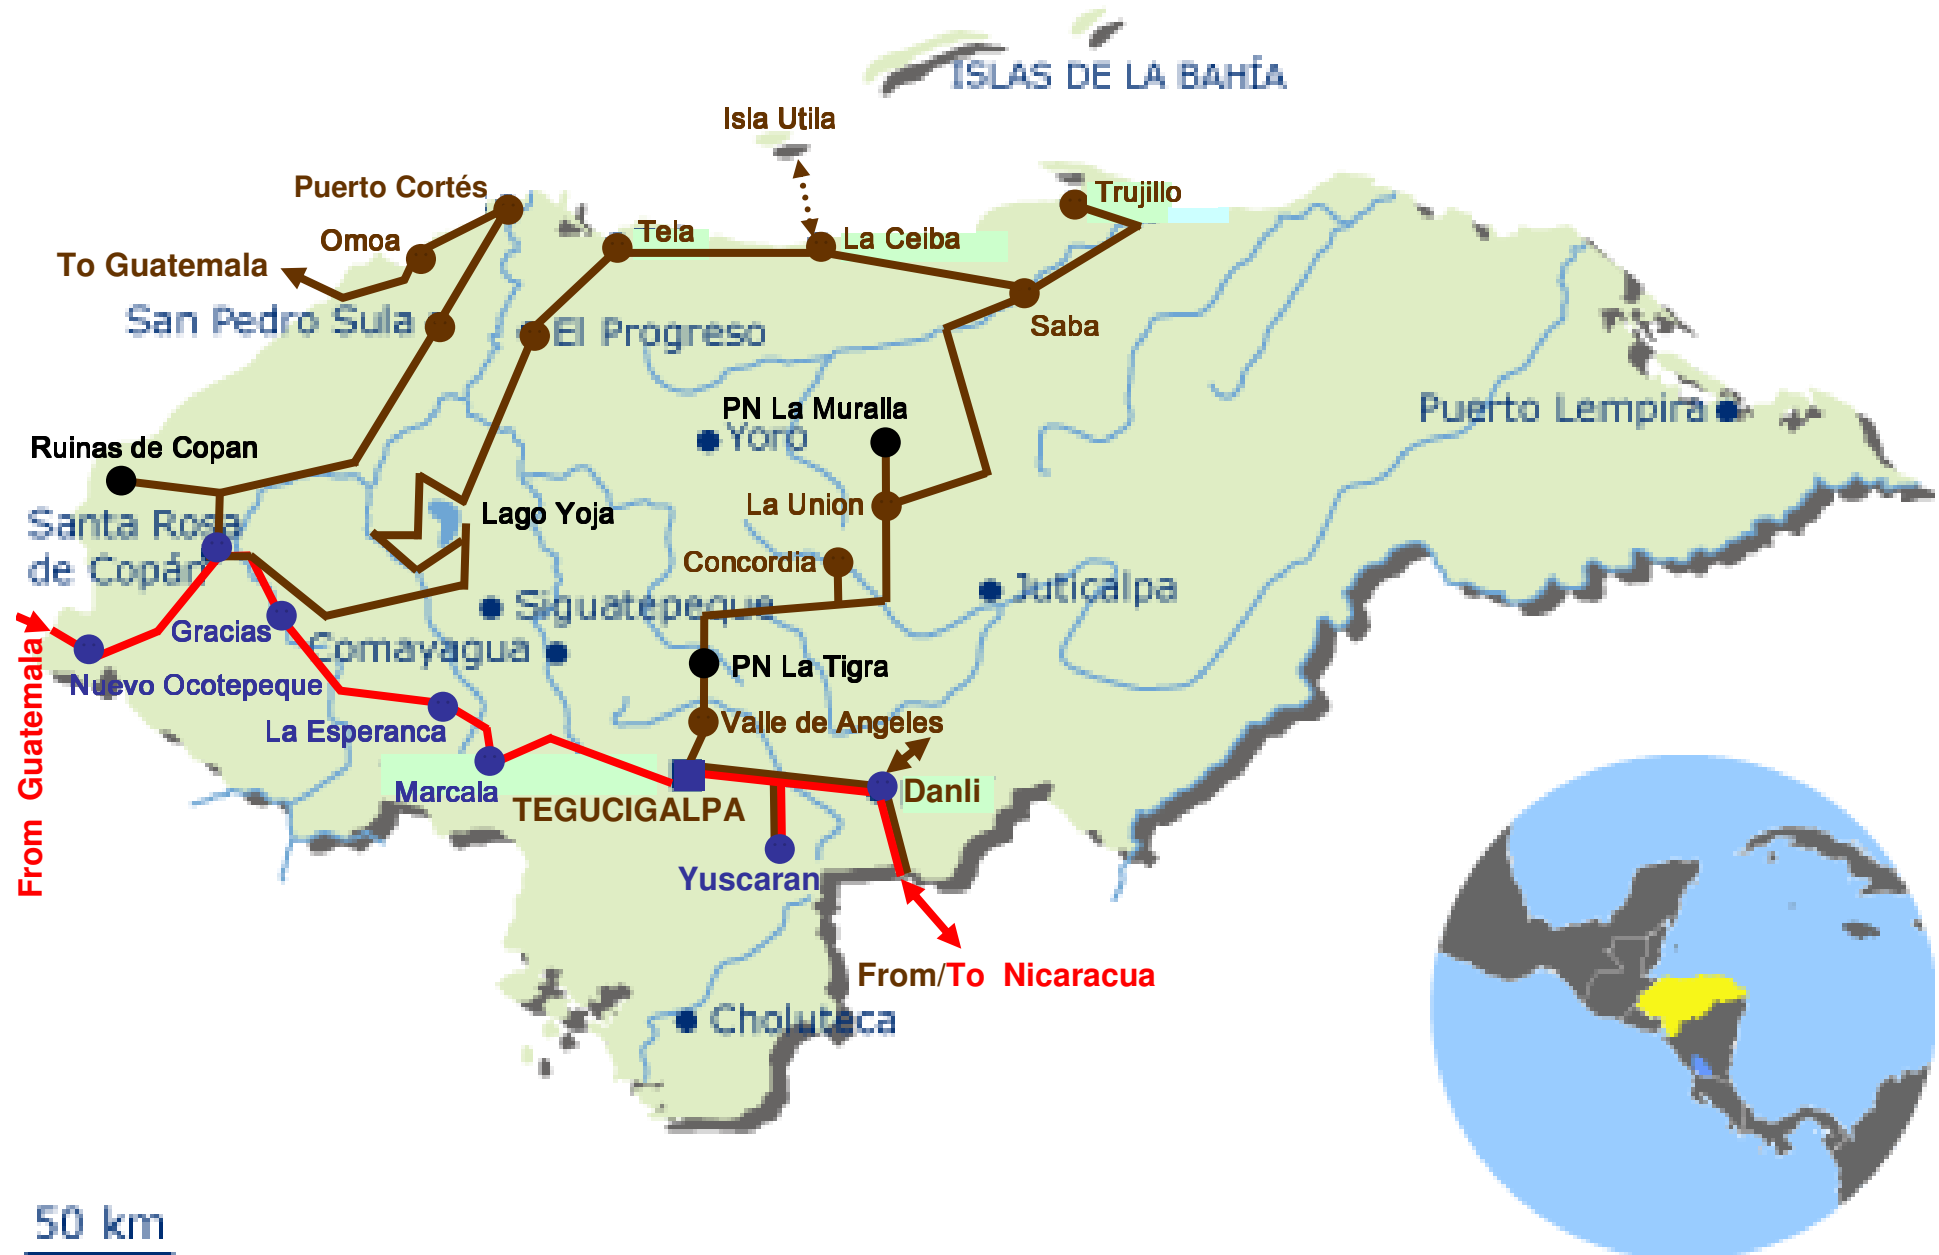 ISLAS DE LA BAHÍA
Isla Utila
Puerto Cortés
Trujillo
Omoa
Tela
La Ceiba
To Guatemala
San Pedro Sula
El Progreso
Saba
PN La Muralla
Yoro
Puerto Lempira
Ruinas de Copan
La Union
Lago Yoja
Santa Rosa
de Copán
Concordia
Juticalpa
Siguatepeque
Gracias
Comayagua
PN La Tigra
Nuevo Ocotepeque
La Esperanca
Valle de Angeles
Marcala
TEGUCIGALPA
Danli
From Guatemala
Yuscaran
From/To Nicaracua
Choluteca
50 km